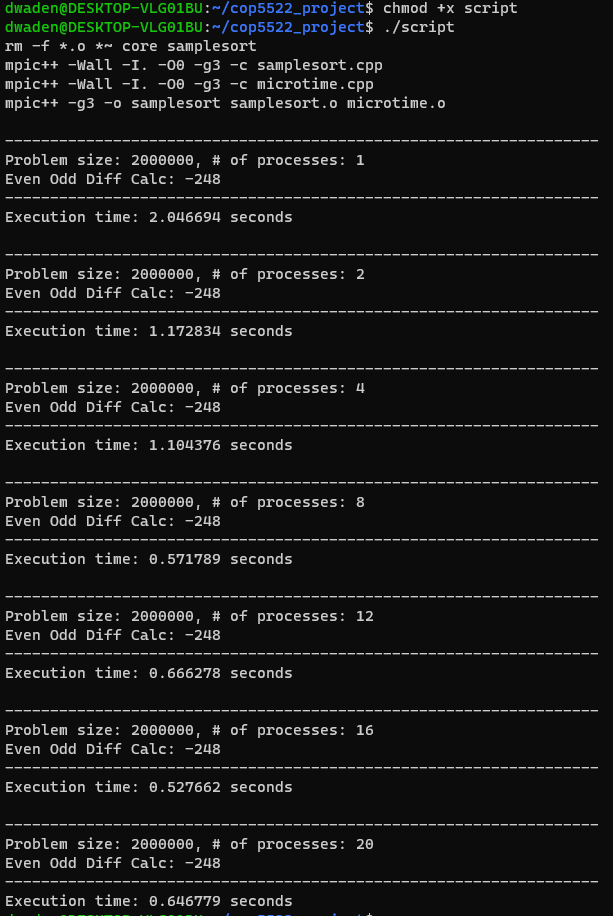 dwaden@DESKTOP-VLG01BU:~/cop5522_project$ chmod +x script
dwaden@DESKTOP-VLG01BU:~/cop5522_project$ ./script
rm -f *.o *~ core samplesort
mpic++ -Wall -I. -O0 -g3 -c samplesort.cpp
mpic++ -Wall -I. -O0 -g3 -c microtime.cpp
mpic++ -g3 -o samplesort samplesort.o microtime.o
------------------------------------------------------------------
Problem size: 2000000, # of processes: 1
Even Odd Diff Calc: -248
------------------------------------------------------------------
Execution time: 2.046694 seconds
------------------------------------------------------------------
Problem size: 2000000, # of processes: 2
Even Odd Diff Calc: -248
------------------------------------------------------------------
Execution time: 1.172834 seconds
------------------------------------------------------------------
Problem size: 2000000, # of processes: 4
Even Odd Diff Calc: -248
------------------------------------------------------------------
Execution time: 1.104376 seconds
------------------------------------------------------------------
Problem size: 2000000, # of processes: 8
Even Odd Diff Calc: -248
------------------------------------------------------------------
Execution time: 0.571789 seconds
------------------------------------------------------------------
Problem size: 2000000, # of processes: 12
Even Odd Diff Calc: -248
------------------------------------------------------------------
Execution time: 0.666278 seconds
------------------------------------------------------------------
Problem size: 2000000, # of processes: 16
Even Odd Diff Calc: -248
------------------------------------------------------------------
Execution time: 0.527662 seconds
------------------------------------------------------------------
Problem size: 2000000, # of processes: 20
Even Odd Diff Calc: -248
------------------------------------------------------------------
Execution time: 0.646779 seconds